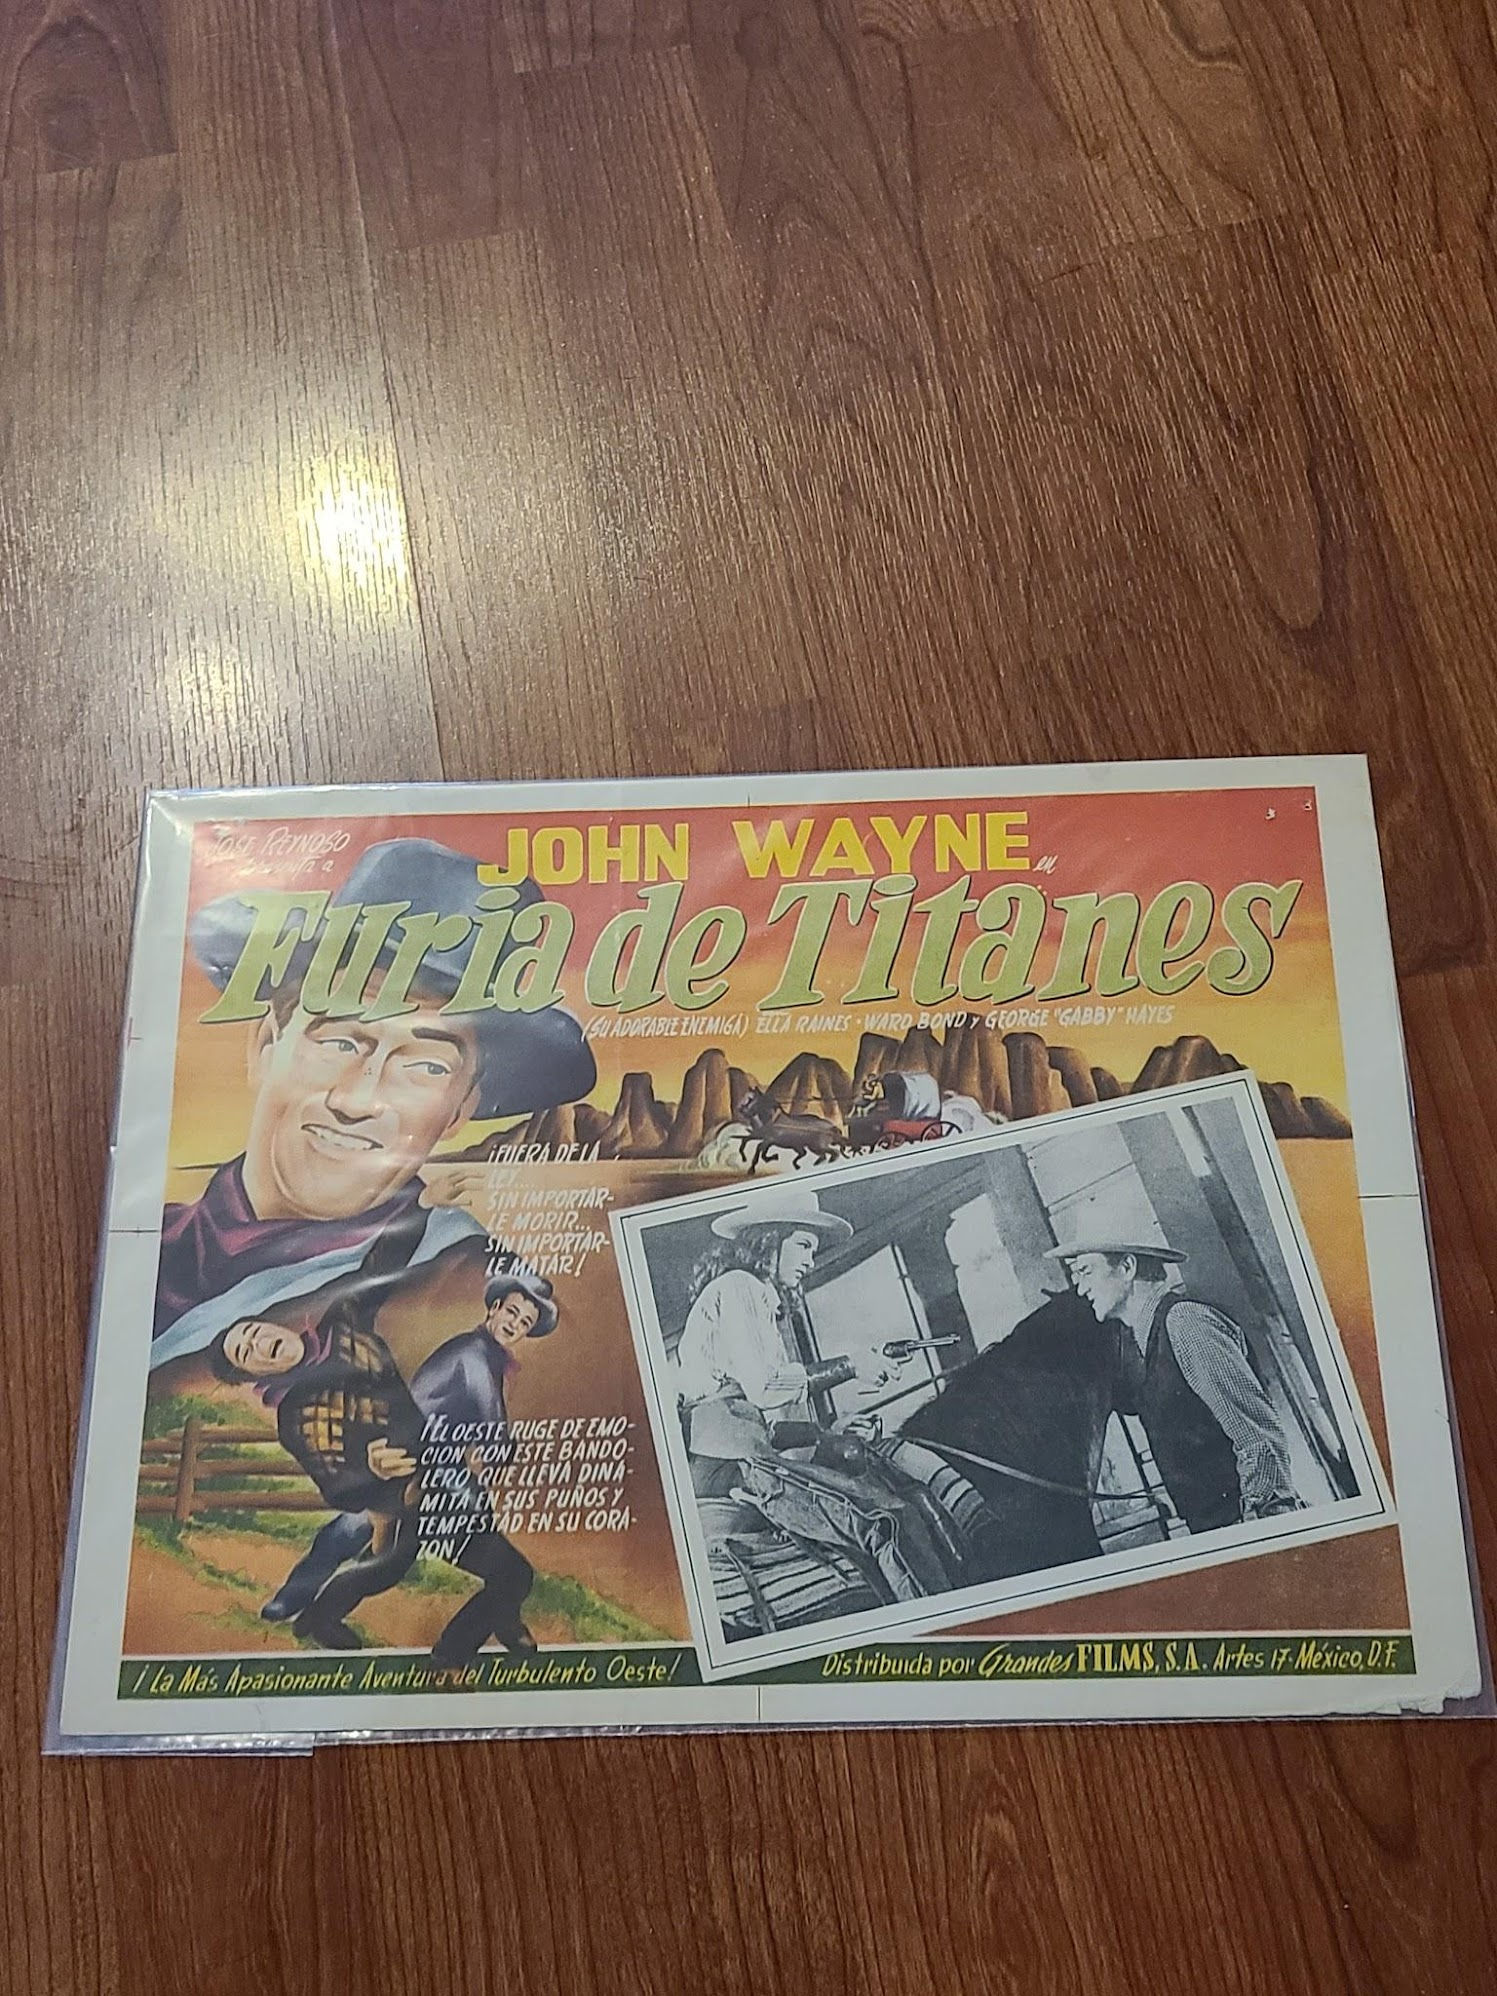 JOSE REYNOSO
presenta a
JOHN WAYNE en
Furia de Titanes
(SU ADORABLE ENEMIGA) ELLA RAINES · WARD BOND y GEORGE "GABBY" HAYES
¡FUERA DE LA
LEY...
SIN IMPORTAR-
LE MORIR...
SIN IMPORTAR-
LE MATAR!
¡EL OESTE RUGE DE EMO-
CION CON ESTE BANDO-
LERO QUE LLEVA DINA-
MITA EN SUS PUÑOS Y
TEMPESTAD EN SU CORA-
ZON!
¡La Más Apasionante Aventura del Turbulento Oeste!
Distribuida por Grandes FILMS, S.A. Artes 17·México, D.F.